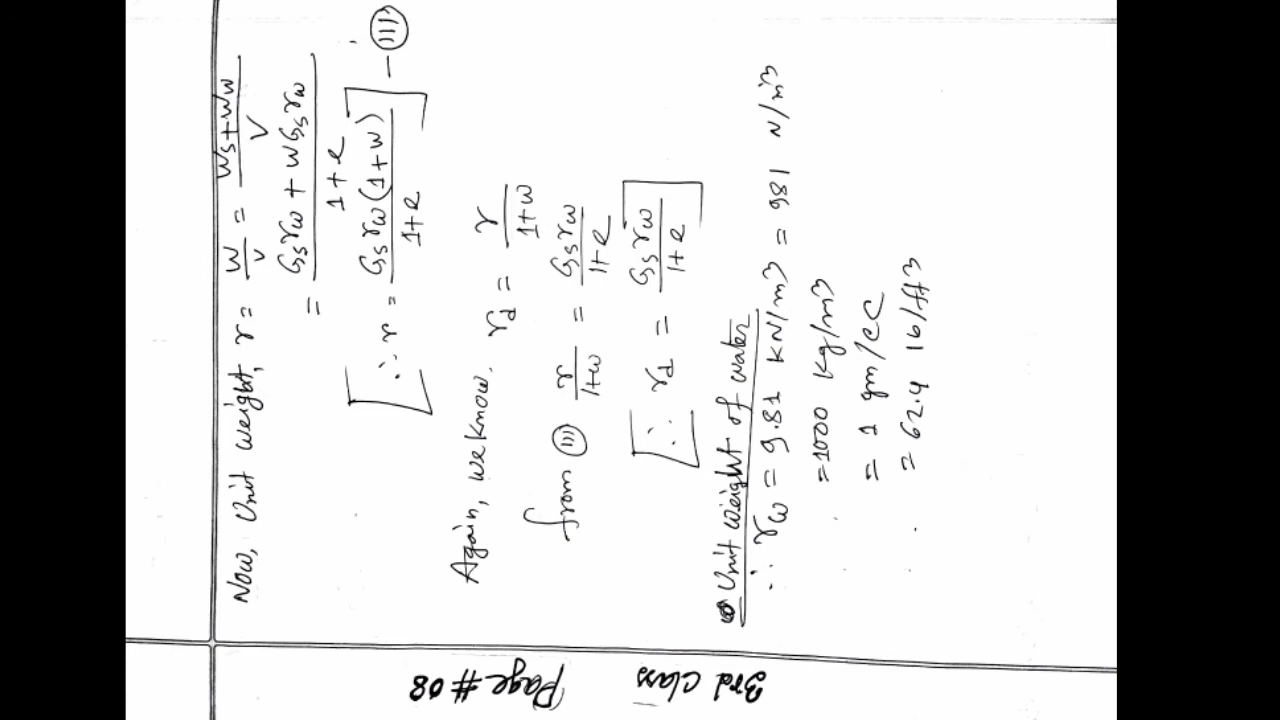 3rd Class Page #08
Now, Unit weight, γ = W/V = (Ws+Ww)/V
= (Gsγw + wGsγw)/(1+e)
∴ γ = Gsγw(1+w)/(1+e) — (III)
Again, we know, γd = γ/(1+w)
from (III) γ/(1+w) = Gsγw/(1+e)
∴ γd = Gsγw/(1+e)
Unit weight of water
∴ γw = 9.81 kN/m³ = 981 N/m³
=1000 Kg/m³
= 1 gm/cc
= 62.4 lb/ft³